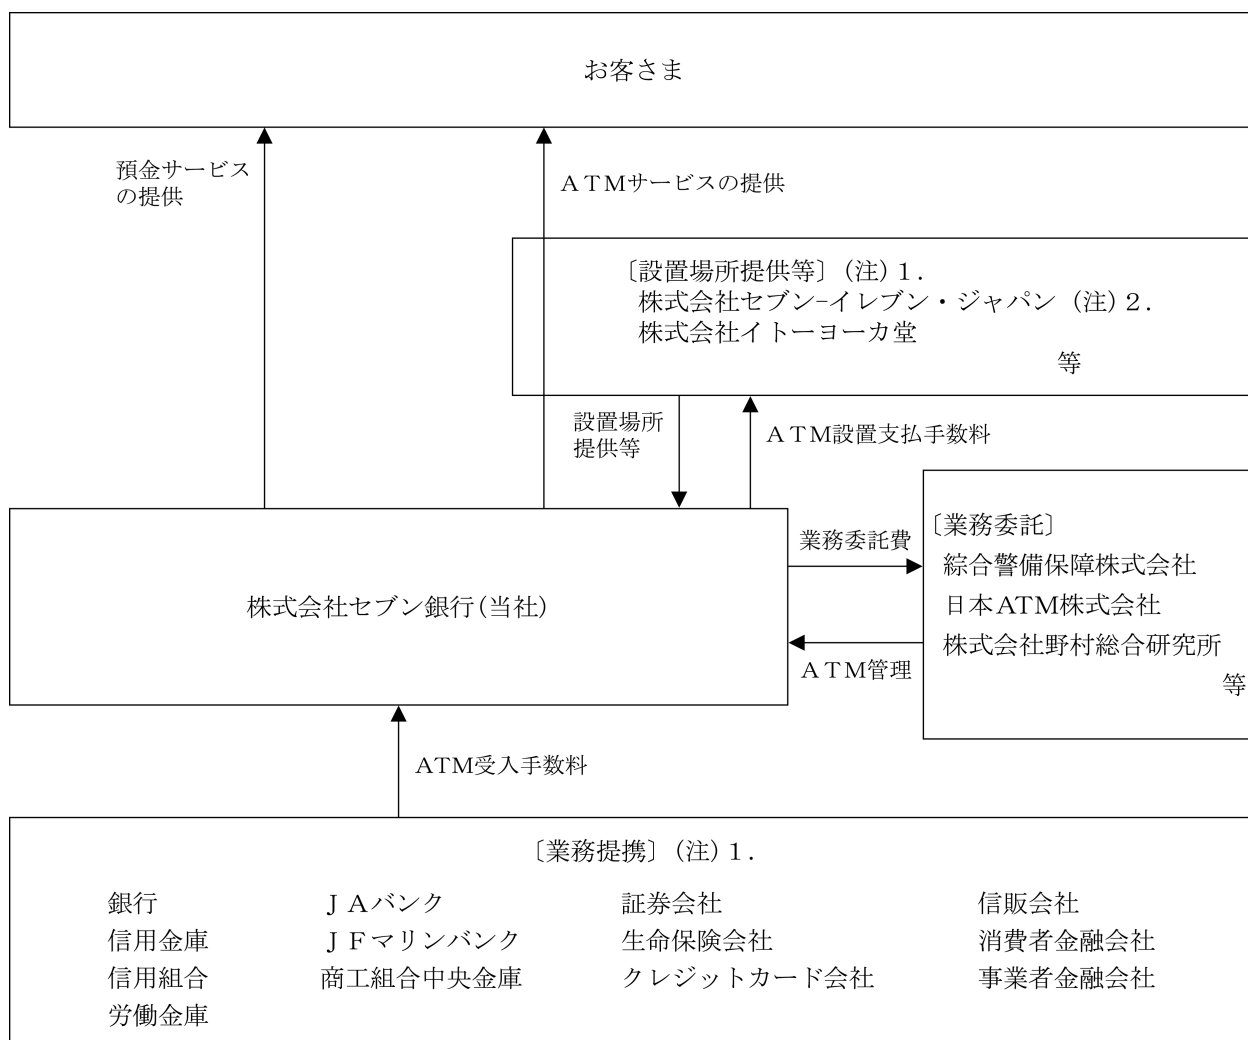 お客さま
預金サービス
の提供
ＡＴＭサービスの提供
〔設置場所提供等〕(注)１．
株式会社セブン-イレブン・ジャパン (注)２．
株式会社イトーヨーカ堂
等
設置場所
提供等
ＡＴＭ設置支払手数料
株式会社セブン銀行(当社)
業務委託費
ＡＴＭ管理
〔業務委託〕
綜合警備保障株式会社
日本ATM株式会社
株式会社野村総合研究所
等
ATM受入手数料
〔業務提携〕(注)１．
銀行 ＪＡバンク 証券会社 信販会社
信用金庫 ＪＦマリンバンク 生命保険会社 消費者金融会社
信用組合 商工組合中央金庫 クレジットカード会社 事業者金融会社
労働金庫